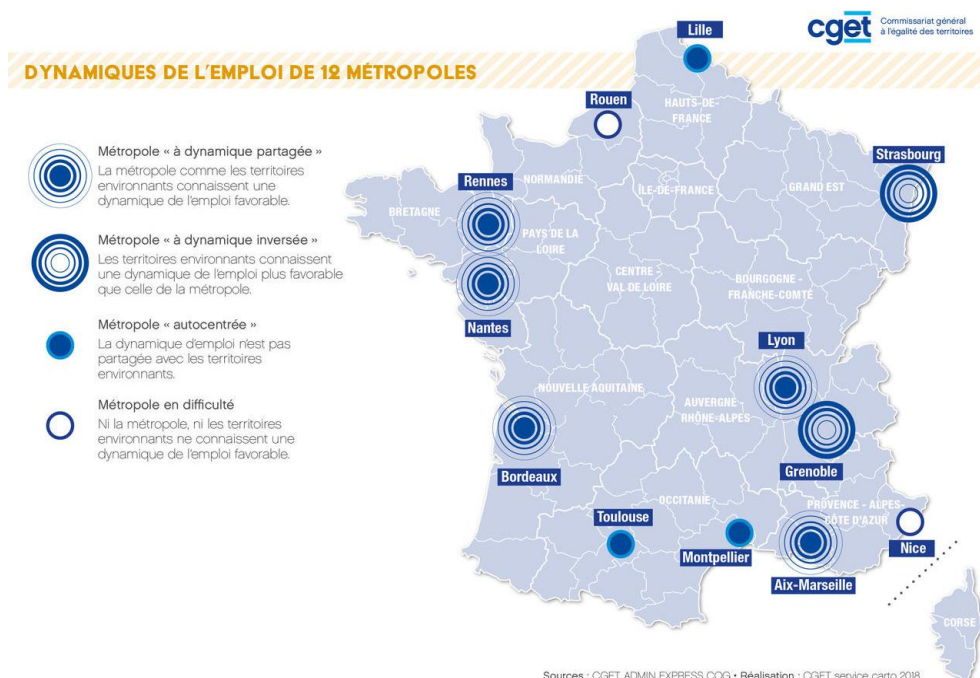 cget
Commissariat général
à l'égalité des territoires
DYNAMIQUES DE L'EMPLOI DE 12 MÉTROPOLES
Métropole « à dynamique partagée »
La métropole comme les territoires
environnants connaissent une
dynamique de l'emploi favorable.
Métropole « à dynamique inversée »
Les territoires environnants connaissent
une dynamique de l'emploi plus favorable
que celle de la métropole.
Métropole « autocentrée »
La dynamique d'emploi n'est pas
partagée avec les territoires
environnants.
Métropole en difficulté
Ni la métropole, ni les territoires
environnants ne connaissent une
dynamique de l'emploi favorable.
Lille
HAUTS-DE-
FRANCE
Rouen
Strasbourg
Rennes
NORMANDIE
ÎLE-DE-FRANCE
GRAND EST
BRETAGNE
PAYS DE LA
LOIRE
CENTRE -
VAL DE LOIRE
BOURGOGNE -
FRANCHE-COMTÉ
Nantes
Lyon
NOUVELLE AQUITAINE
AUVERGNE -
RHÔNE-ALPES
Bordeaux
Grenoble
OCCITANIE
PROVENCE - ALPES-
CÔTE D'AZUR
Toulouse
Montpellier
Nice
Aix-Marseille
CORSE
Sources : CGET, ADMIN EXPRESS COG • Réalisation : CGET service carto 2018